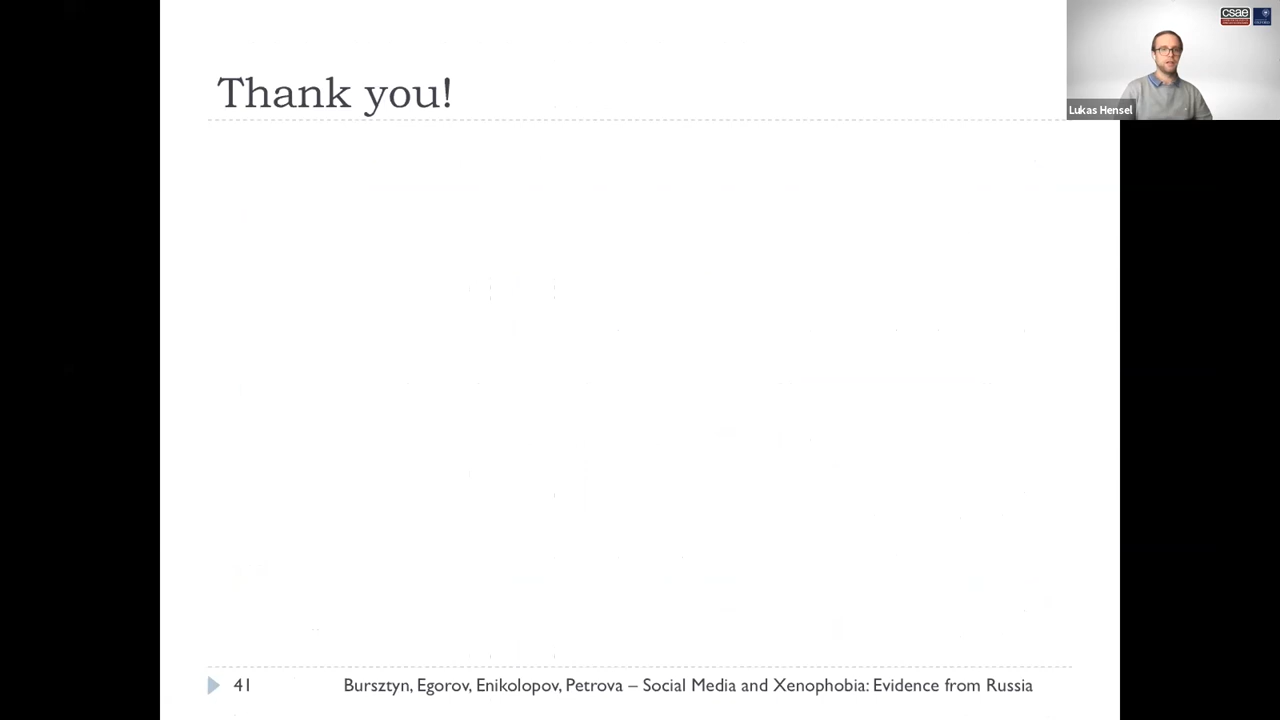 Thank you!
csae
Lukas Hensel
41
Bursztyn, Egorov, Enikolopov, Petrova – Social Media and Xenophobia: Evidence from Russia